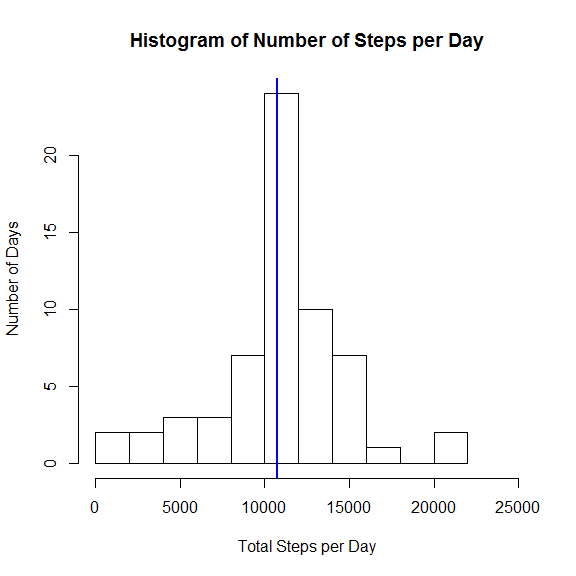 Histogram of Number of Steps per Day
Number of Days
20
15
10
5
0
0 5000 10000 15000 20000 25000
Total Steps per Day